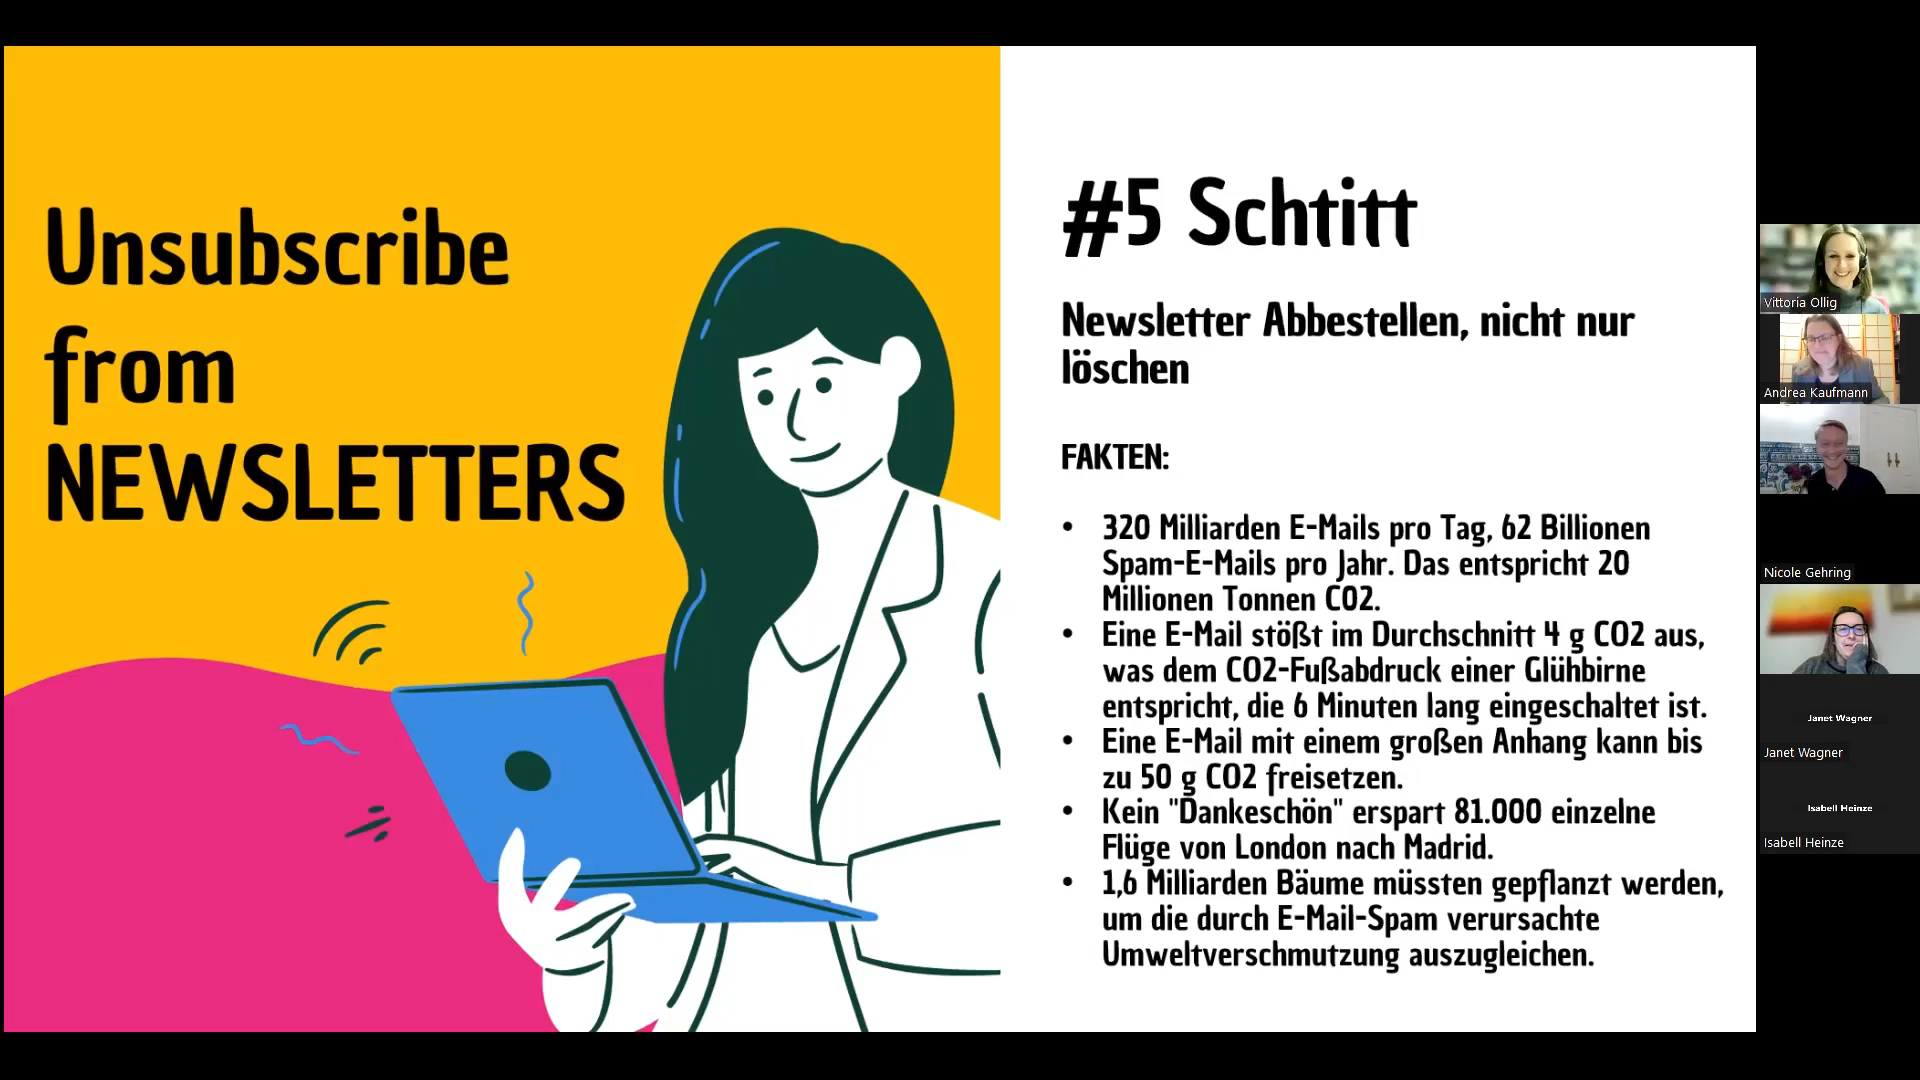 Unsubscribe
from
NEWSLETTERS
#5 Schtitt
Newsletter Abbestellen, nicht nur
löschen
FAKTEN:
• 320 Milliarden E-Mails pro Tag, 62 Billionen
Spam-E-Mails pro Jahr. Das entspricht 20
Millionen Tonnen CO2.
• Eine E-Mail stößt im Durchschnitt 4 g CO2 aus,
was dem CO2-Fußabdruck einer Glühbirne
entspricht, die 6 Minuten lang eingeschaltet ist.
• Eine E-Mail mit einem großen Anhang kann bis
zu 50 g CO2 freisetzen.
• Kein "Dankeschön" erspart 81.000 einzelne
Flüge von London nach Madrid.
• 1,6 Milliarden Bäume müssten gepflanzt werden,
um die durch E-Mail-Spam verursachte
Umweltverschmutzung auszugleichen.
Vittoria Ollig
Andrea Kaufmann
Nicole Gehring
Janet Wagner
Janet Wagner
Isabell Heinze
Isabell Heinze